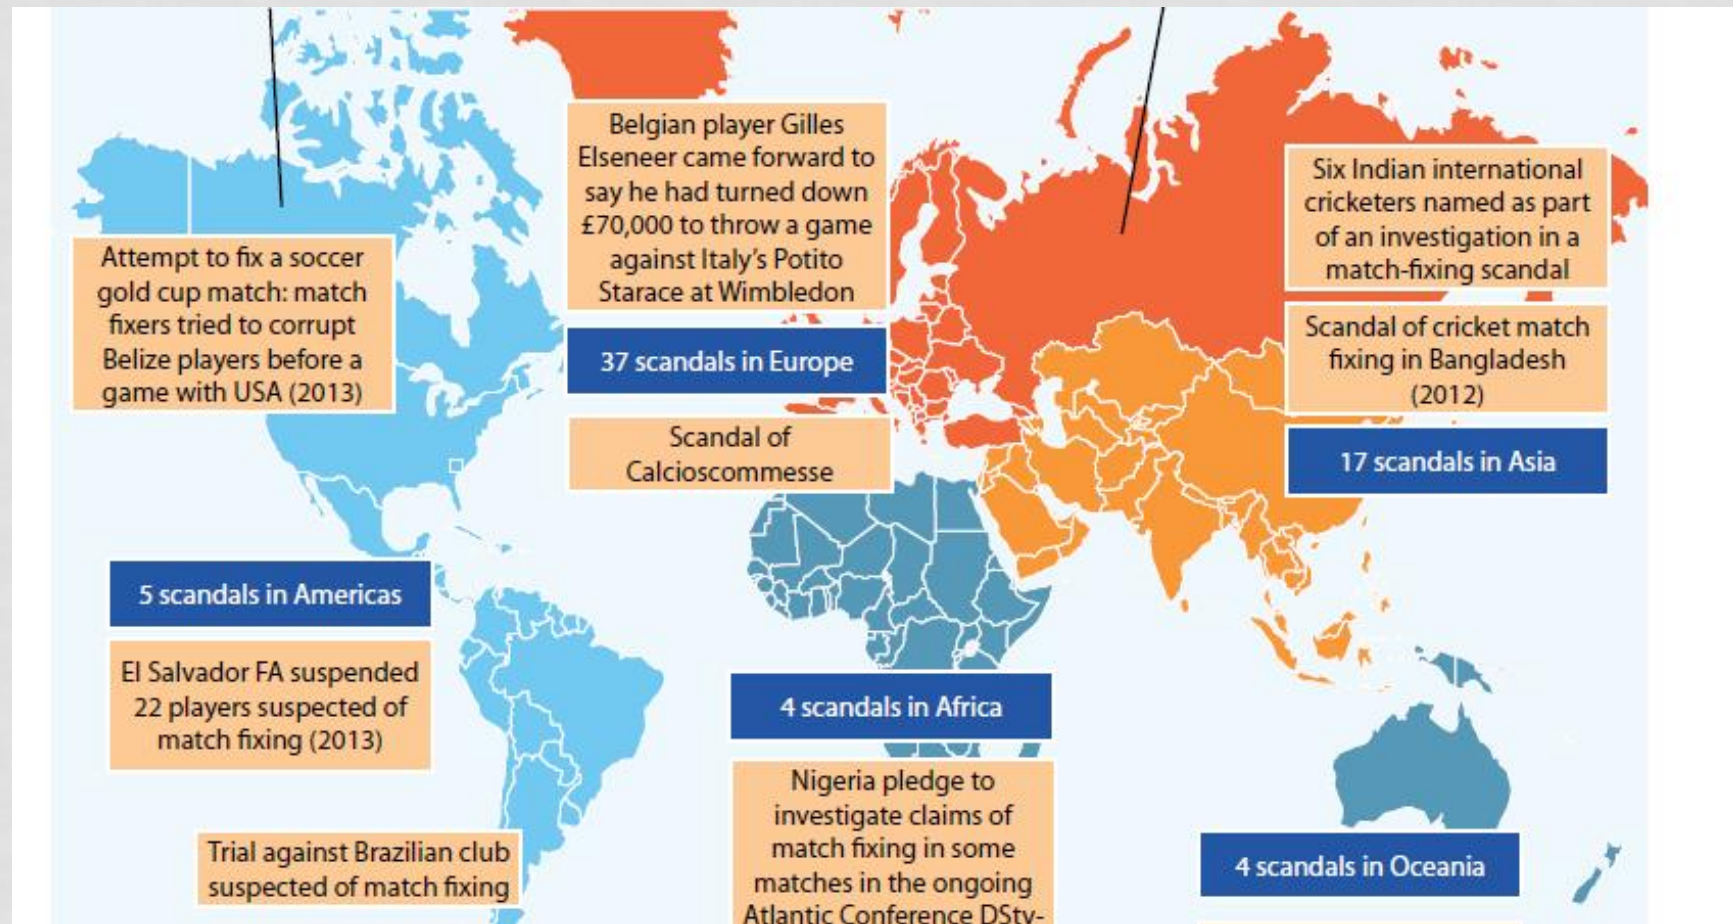 Belgian player Gilles
Elseneer came forward to
say he had turned down
£70,000 to throw a game
against Italy's Potito
Starace at Wimbledon
37 scandals in Europe
Scandal of
Calcioscommesse
Six Indian international
cricketers named as part
of an investigation in a
match-fixing scandal
Scandal of cricket match
fixing in Bangladesh
(2012)
17 scandals in Asia
Attempt to fix a soccer
gold cup match: match
fixers tried to corrupt
Belize players before a
game with USA (2013)
5 scandals in Americas
El Salvador FA suspended
22 players suspected of
match fixing (2013)
Trial against Brazilian club
suspected of match fixing
4 scandals in Africa
Nigeria pledge to
investigate claims of
match fixing in some
matches in the ongoing
Atlantic Conference DStv-
4 scandals in Oceania